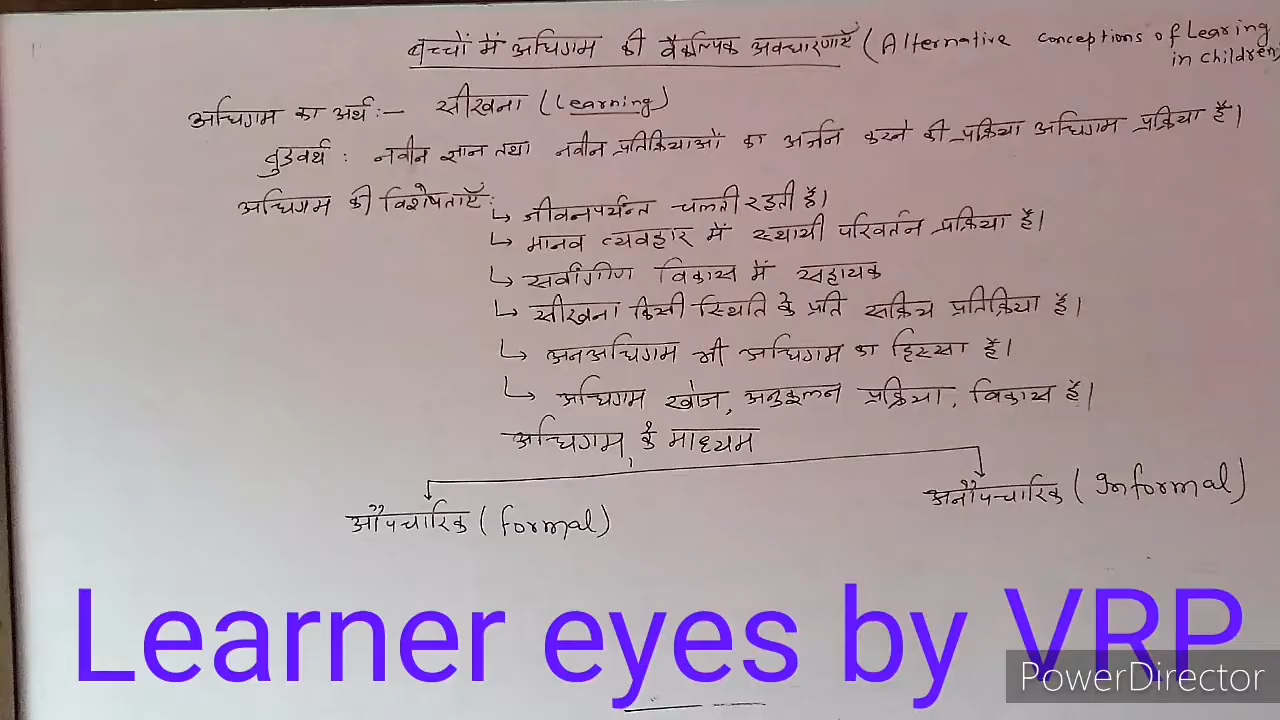 बच्चों में अधिगम की वैकल्पिक अवधारणाएँ (Alternative conceptions of Learing
in children)
अधिगम का अर्थ :- सीखना (Learning)
वुडवर्थ : नवीन ज्ञान तथा नवीन प्रतिक्रियाओं का अर्जन करने की प्रक्रिया अधिगम प्रक्रिया है।
अधिगम की विशेषताएँ :
↳ जीवनपर्यन्त चलती रहती है।
↳ मानव व्यवहार में स्थायी परिवर्तन प्रक्रिया है।
↳ सर्वांगीण विकास में सहायक
↳ सीखना किसी स्थिति के प्रति सक्रिय प्रतिक्रिया है।
↳ अनअधिगम भी अधिगम का हिस्सा है।
↳ अधिगम खोज, अनुकूलन प्रक्रिया, विकास है।
अधिगम के माध्यम
औपचारिक (formal)
अनौपचारिक (Informal)
Learner eyes by VRP
PowerDirector